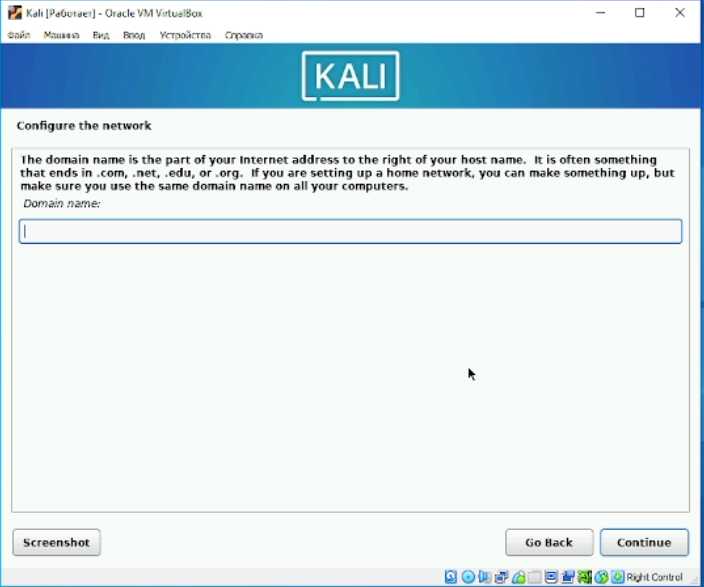 Kali [Работает] - Oracle VM VirtualBox
Файл Машина Вид Ввод Устройства Справка
KALI
Configure the network
The domain name is the part of your Internet address to the right of your host name. It is often something
that ends in .com, .net, .edu, or .org. If you are setting up a home network, you can make something up, but
make sure you use the same domain name on all your computers.
Domain name:
Screenshot Go Back Continue
Right Control